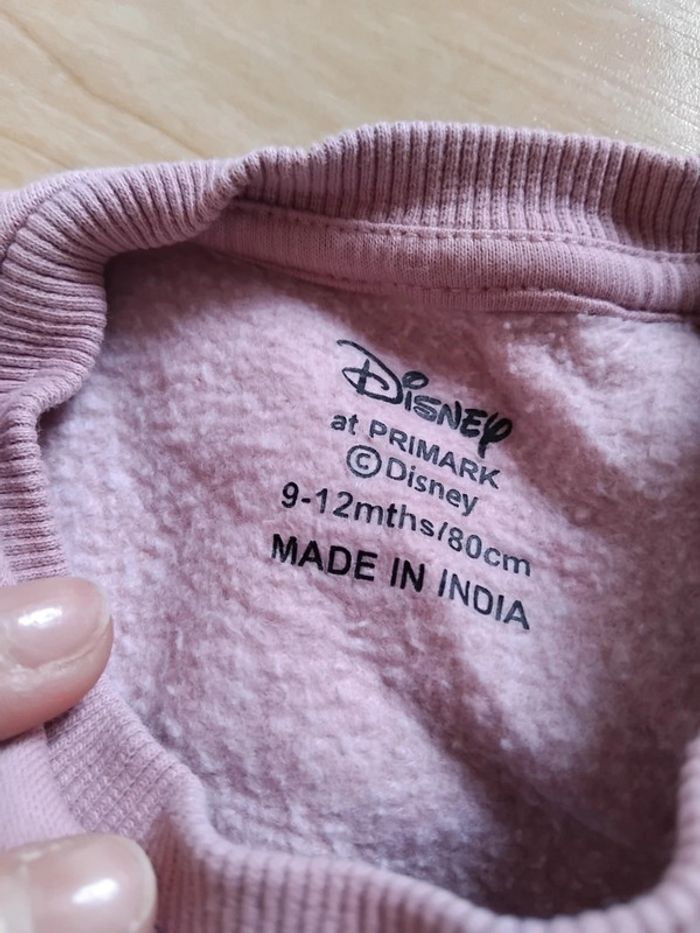 Disney
at PRIMARK
©Disney
9-12mths/80cm
MADE IN INDIA